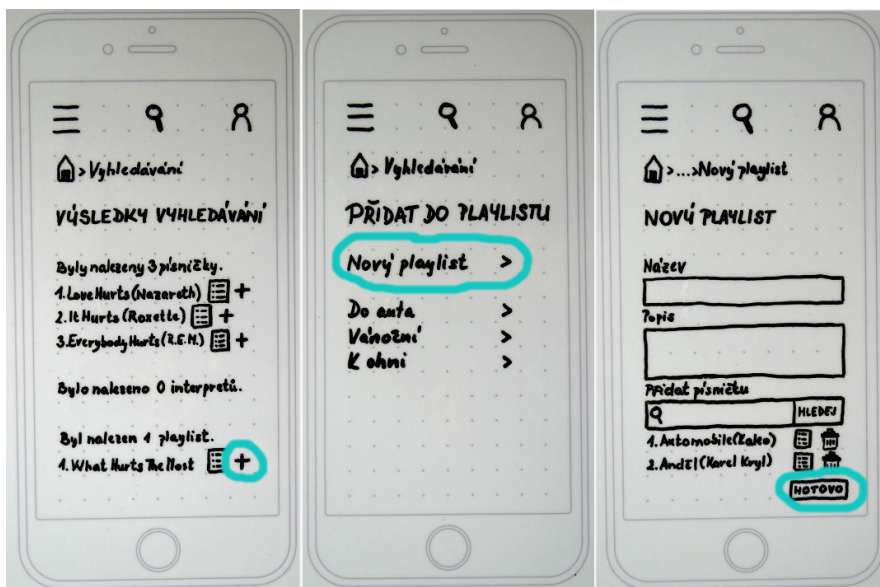 > Vyhledávání
VÝSLEDKY VYHLEDÁVÁNÍ
Byly nalezeny 3 písničky.
1. Love Hurts (Nazareth) +
2. It Hurts (Roxette) +
3. Everybody Hurts (R.E.M.) +
Bylo nalezeno 0 interpretů.
Byl nalezen 1 playlist.
1. What Hurts The Most +
> Vyhledávání
PŘIDAT DO PLAYLISTU
Nový playlist >
Do auta >
Vánoční >
K ohni >
> ... > Nový playlist
NOVÝ PLAYLIST
Název
Popis
Přidat písničku
HLEDEJ
1. Automobile (Kaleo)
2. Anděl (Karel Kryl)
HOTOVO